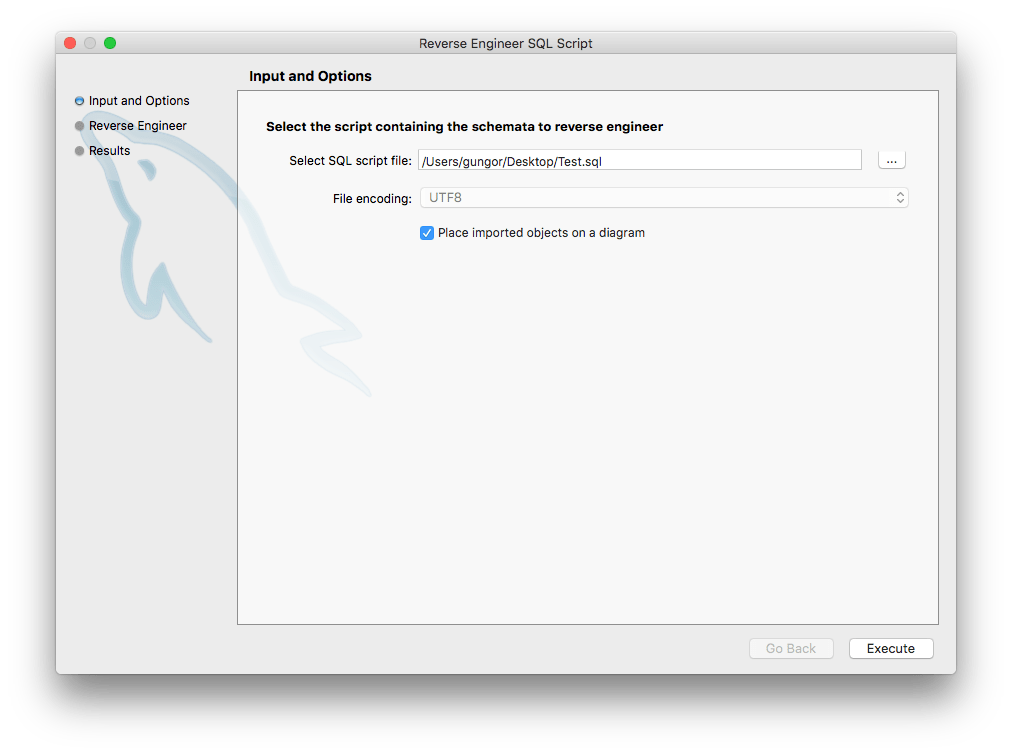 Reverse Engineer SQL Script
Input and Options
Input and Options
Reverse Engineer
Results
Select the script containing the schemata to reverse engineer
Select SQL script file: /Users/gungor/Desktop/Test.sql ...
File encoding: UTF8
Place imported objects on a diagram
Go Back Execute